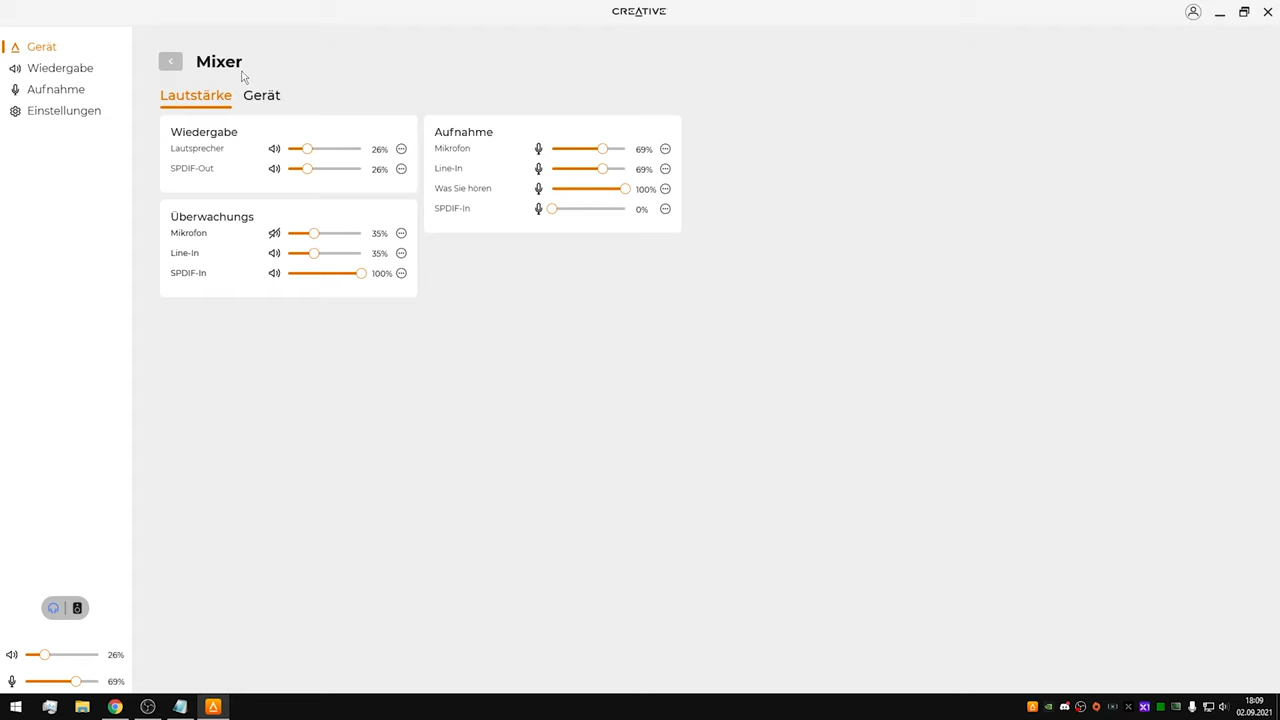 CREATIVE
Gerät
Wiedergabe
Aufnahme
Einstellungen
Mixer
Lautstärke Gerät
Wiedergabe
Lautsprecher 26%
SPDIF-Out 26%
Überwachungs
Mikrofon 35%
Line-In 35%
SPDIF-In 100%
Aufnahme
Mikrofon 69%
Line-In 69%
Was Sie hören 100%
SPDIF-In 0%
26%
69%
18:09
02.09.2021